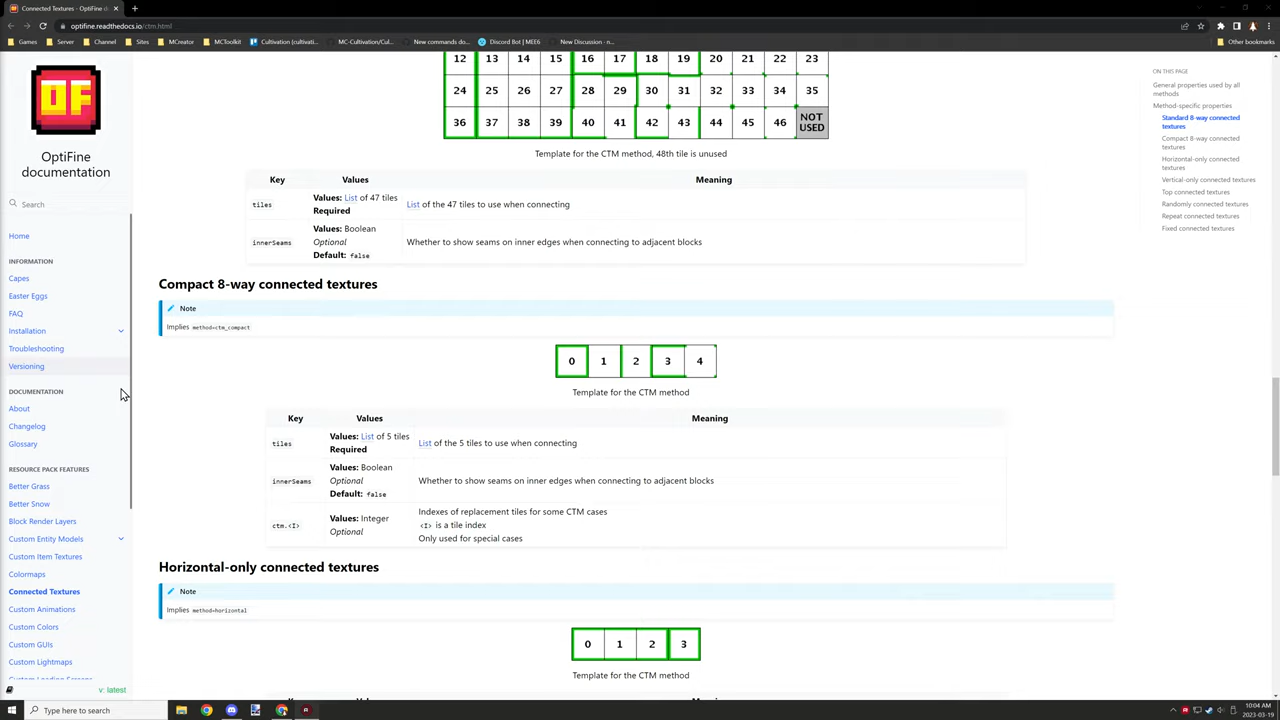 Connected Textures - OptiFine d
optifine.readthedocs.io/ctm.html
Games
Server
Channel
Sites
MCreator
MCToolkit
Cultivation (cultivati...
MC-Cultivation/Cul...
New commands do...
Discord Bot | MEE6
New Discussion · n...
Other bookmarks
OptiFine
documentation
Search
Home
INFORMATION
Capes
Easter Eggs
FAQ
Installation
Troubleshooting
Versioning
DOCUMENTATION
About
Changelog
Glossary
RESOURCE PACK FEATURES
Better Grass
Better Snow
Block Render Layers
Custom Entity Models
Custom Item Textures
Colormaps
Connected Textures
Custom Animations
Custom Colors
Custom GUIs
Custom Lightmaps
Custom Loading Screens
v: latest
12 13 14 15 16 17 18 19 20 21 22 23
24 25 26 27 28 29 30 31 32 33 34 35
36 37 38 39 40 41 42 43 44 45 46 NOT USED
Template for the CTM method, 48th tile is unused
Key Values Meaning
tiles Values: List of 47 tiles List of the 47 tiles to use when connecting
Required
innerSeams Values: Boolean Whether to show seams on inner edges when connecting to adjacent blocks
Optional
Default: false
Compact 8-way connected textures
Note
Implies method=ctm_compact
0 1 2 3 4
Template for the CTM method
Key Values Meaning
tiles Values: List of 5 tiles List of the 5 tiles to use when connecting
Required
innerSeams Values: Boolean Whether to show seams on inner edges when connecting to adjacent blocks
Optional
Default: false
ctm.<I> Values: Integer Indexes of replacement tiles for some CTM cases
Optional <I> is a tile index
Only used for special cases
Horizontal-only connected textures
Note
Implies method=horizontal
0 1 2 3
Template for the CTM method
ON THIS PAGE
General properties used by all
methods
Method-specific properties
Standard 8-way connected
textures
Compact 8-way connected
textures
Horizontal-only connected
textures
Vertical-only connected textures
Top connected textures
Randomly connected textures
Repeat connected textures
Fixed connected textures
Type here to search
10:04 AM
2023-03-19